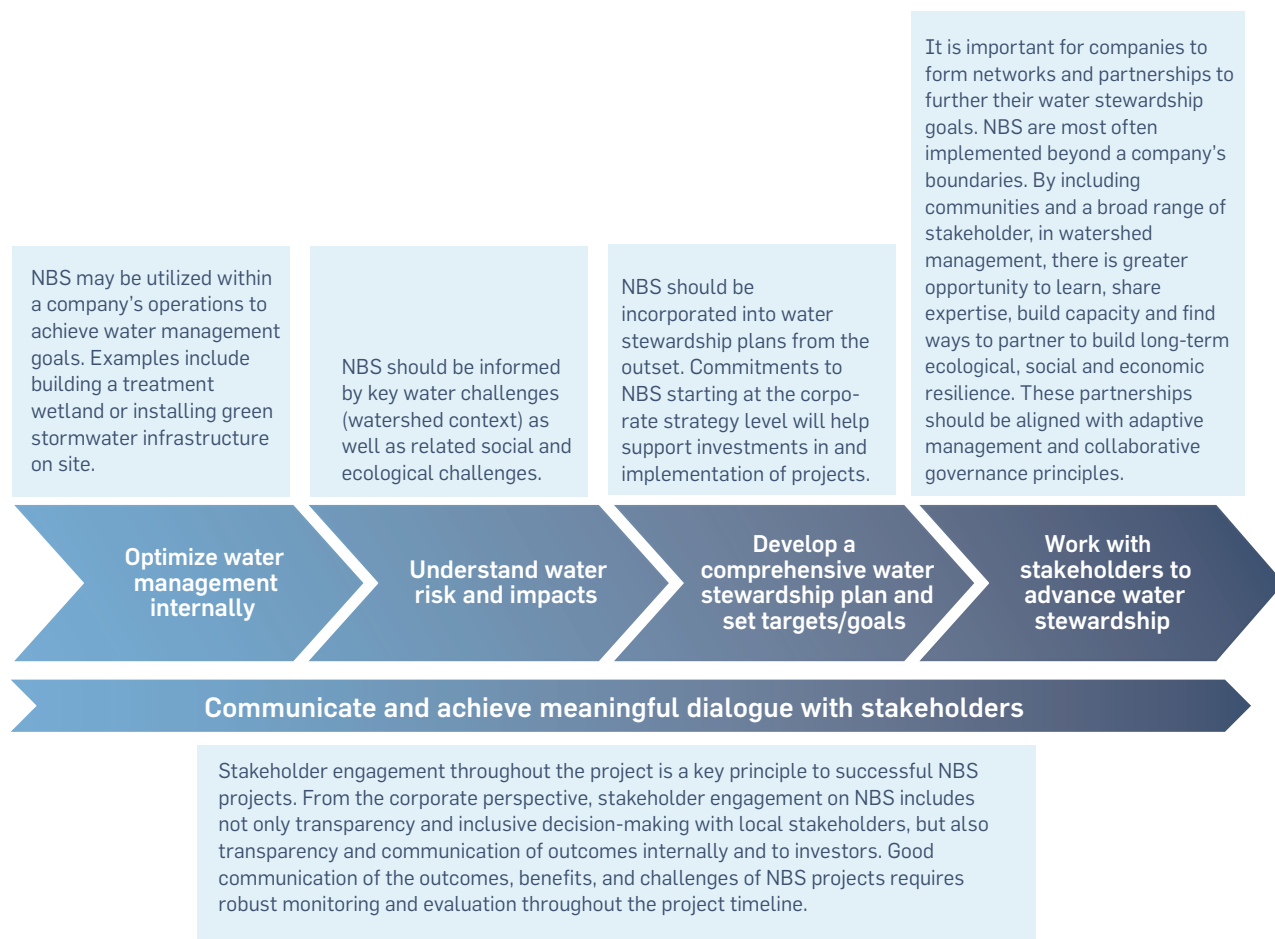 NBS may be utilized within
a company's operations to
achieve water management
goals. Examples include
building a treatment
wetland or installing green
stormwater infrastructure
on site.
NBS should be informed
by key water challenges
(watershed context) as
well as related social and
ecological challenges.
NBS should be
incorporated into water
stewardship plans from the
outset. Commitments to
NBS starting at the corpo-
rate strategy level will help
support investments in and
implementation of projects.
It is important for companies to
form networks and partnerships to
further their water stewardship
goals. NBS are most often
implemented beyond a company's
boundaries. By including
communities and a broad range of
stakeholder, in watershed
management, there is greater
opportunity to learn, share
expertise, build capacity and find
ways to partner to build long-term
ecological, social and economic
resilience. These partnerships
should be aligned with adaptive
management and collaborative
governance principles.
Optimize water
management
internally
Understand water
risk and impacts
Develop a
comprehensive water
stewardship plan and
set targets/goals
Work with
stakeholders to
advance water
stewardship
Communicate and achieve meaningful dialogue with stakeholders
Stakeholder engagement throughout the project is a key principle to successful NBS
projects. From the corporate perspective, stakeholder engagement on NBS includes
not only transparency and inclusive decision-making with local stakeholders, but also
transparency and communication of outcomes internally and to investors. Good
communication of the outcomes, benefits, and challenges of NBS projects requires
robust monitoring and evaluation throughout the project timeline.